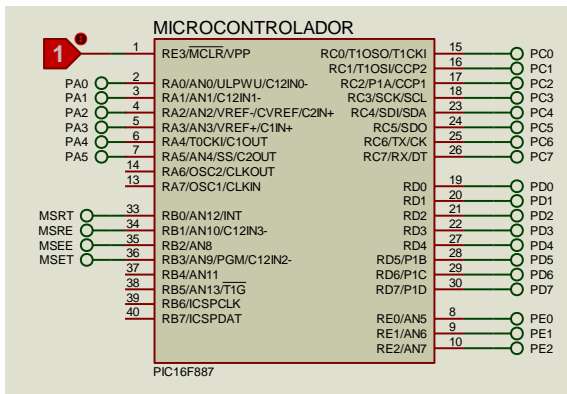 MICROCONTROLADOR
1
1 RE3/MCLR/VPP RC0/T1OSO/T1CKI 15 PC0
RC1/T1OSI/CCP2 16 PC1
PA0 2 RA0/AN0/ULPWU/C12IN0- RC2/P1A/CCP1 17 PC2
PA1 3 RA1/AN1/C12IN1- RC3/SCK/SCL 18 PC3
PA2 4 RA2/AN2/VREF-/CVREF/C2IN+ RC4/SDI/SDA 23 PC4
PA3 5 RA3/AN3/VREF+/C1IN+ RC5/SDO 24 PC5
PA4 6 RA4/T0CKI/C1OUT RC6/TX/CK 25 PC6
PA5 7 RA5/AN4/SS/C2OUT RC7/RX/DT 26 PC7
14 RA6/OSC2/CLKOUT
13 RA7/OSC1/CLKIN RD0 19 PD0
RD1 20 PD1
MSRT 33 RB0/AN12/INT RD2 21 PD2
MSRE 34 RB1/AN10/C12IN3- RD3 22 PD3
MSEE 35 RB2/AN8 RD4 27 PD4
MSET 36 RB3/AN9/PGM/C12IN2- RD5/P1B 28 PD5
37 RB4/AN11 RD6/P1C 29 PD6
38 RB5/AN13/T1G RD7/P1D 30 PD7
39 RB6/ICSPCLK
40 RB7/ICSPDAT RE0/AN5 8 PE0
RE1/AN6 9 PE1
RE2/AN7 10 PE2
PIC16F887